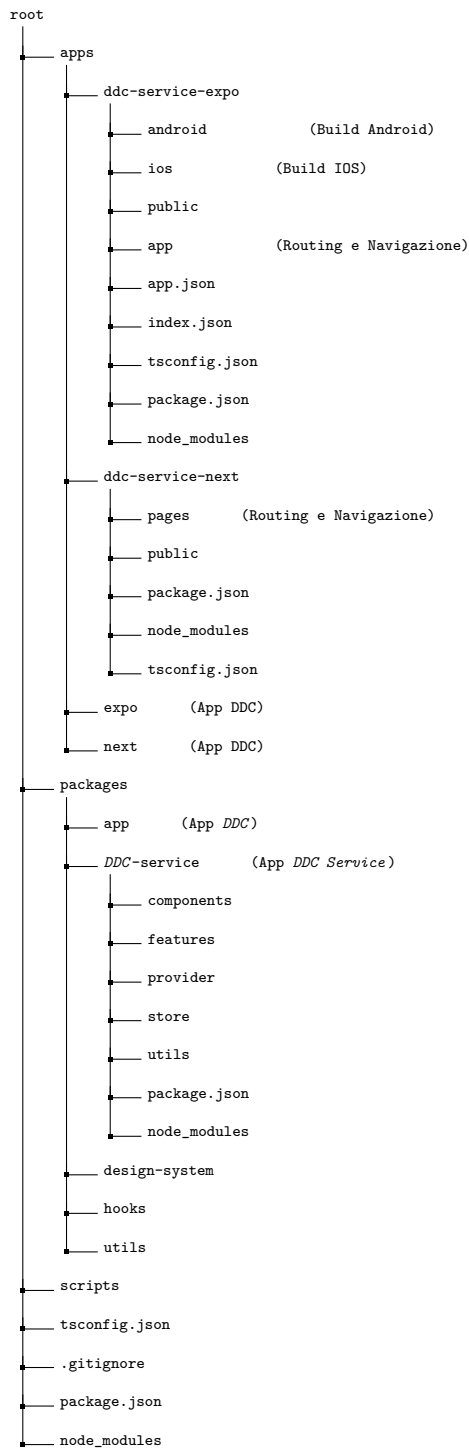 root
apps
ddc-service-expo
android (Build Android)
ios (Build IOS)
public
app (Routing e Navigazione)
app.json
index.json
tsconfig.json
package.json
node_modules
ddc-service-next
pages (Routing e Navigazione)
public
package.json
node_modules
tsconfig.json
expo (App DDC)
next (App DDC)
packages
app (App DDC)
DDC-service (App DDC Service)
components
features
provider
store
utils
package.json
node_modules
design-system
hooks
utils
scripts
tsconfig.json
.gitignore
package.json
node_modules